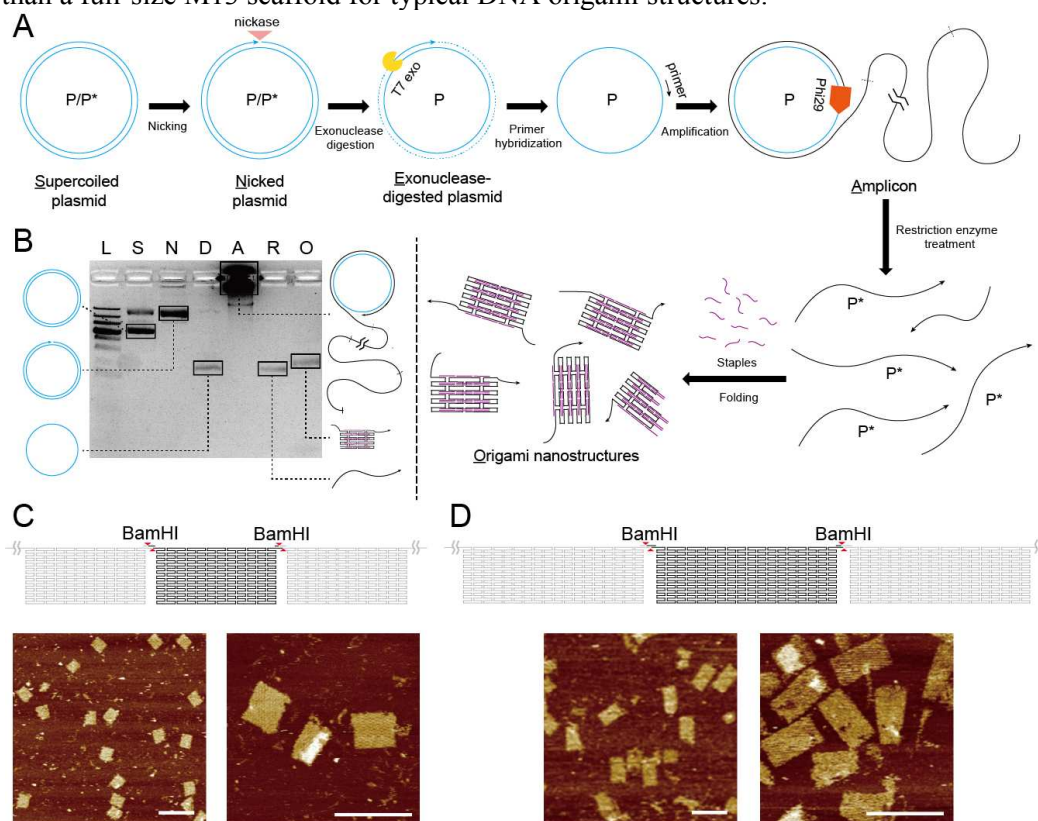 than a full-size M13 scaffold for typical DNA origami structures.
A
nickase
P/P*
Nicking
P/P*
T7 exo
P
Exonuclease
digestion
Primer
hybridization
P
primer
Amplification
P
Phi29
Supercoiled
plasmid
Nicked
plasmid
Exonuclease-
digested plasmid
Amplicon
Restriction enzyme
treatment
B
L S N D A R O
P*
P*
P*
P*
Staples
Folding
Origami nanostructures
C
BamHI BamHI
D
BamHI BamHI